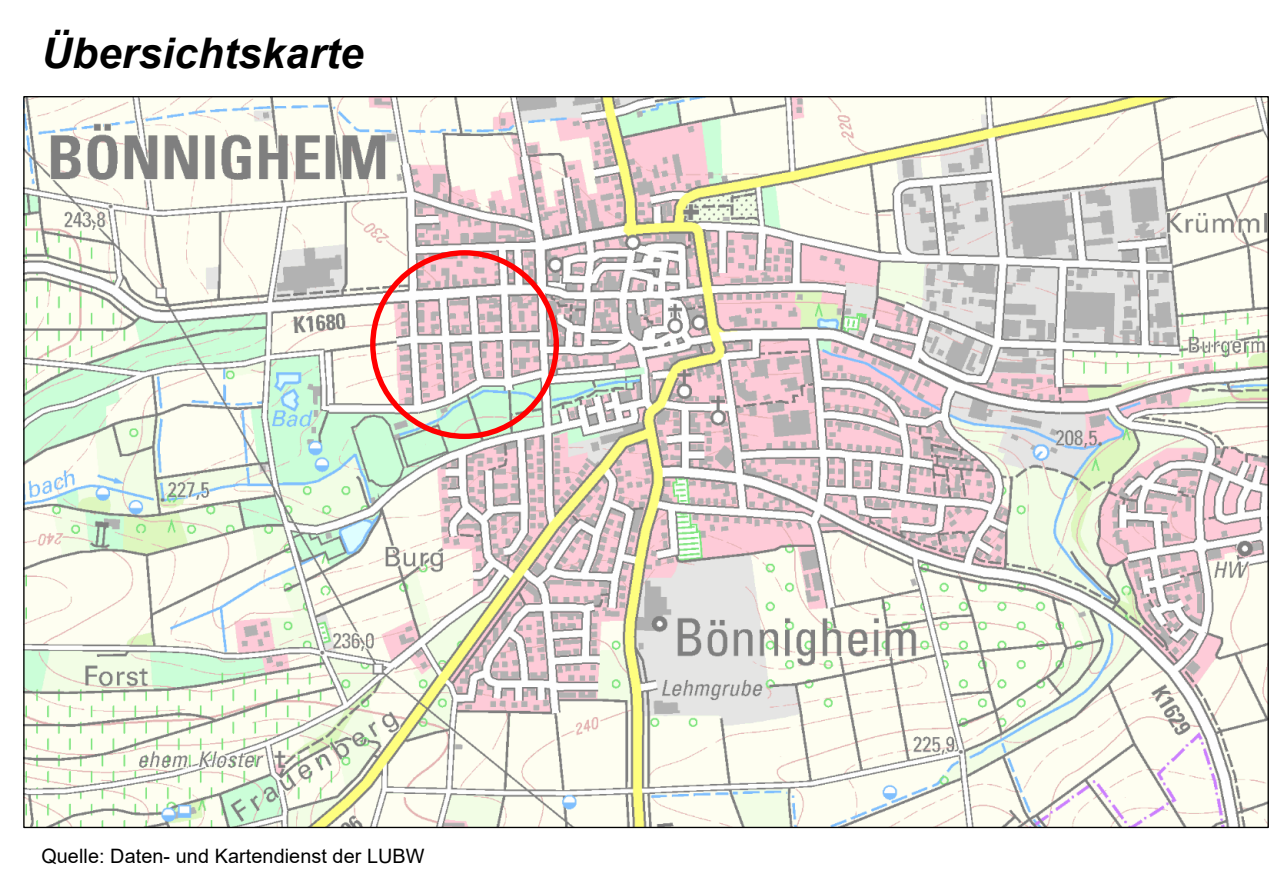 Übersichtskarte
BÖNNIGHEIM
220
243,8
230
Krümml
K1680
Burgerm
Bad
208,5
bach
227,5
240
Burg
HW
236,0
Bönnigheim
Forst
Lehmgrube
K1629
240
225,9
ehem. Kloster
Frauenberg
Quelle: Daten- und Kartendienst der LUBW